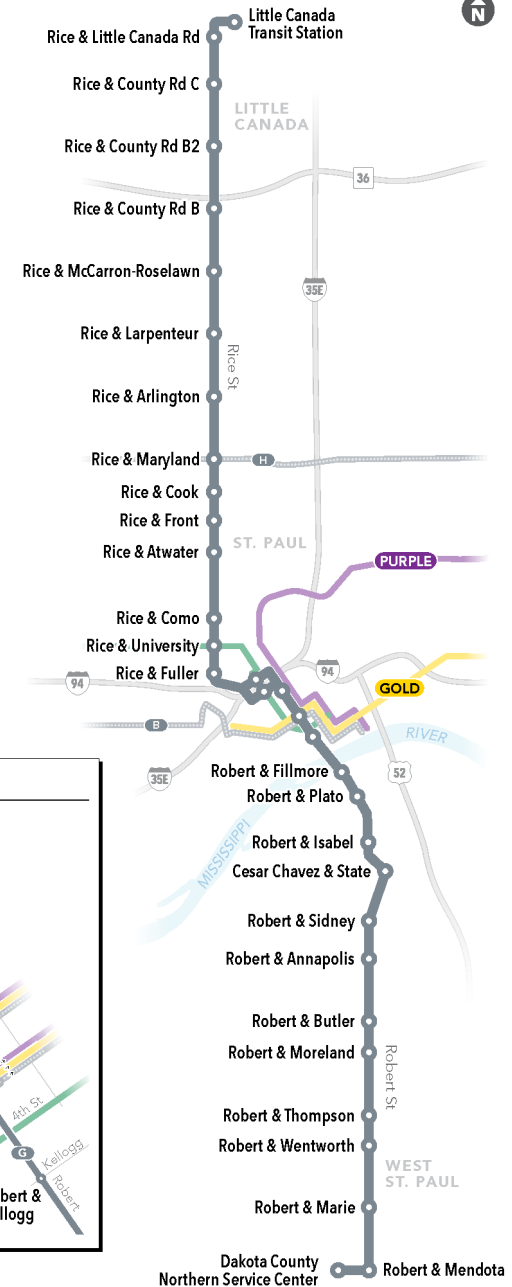 N
Little Canada
Transit Station
Rice & Little Canada Rd
Rice & County Rd C
LITTLE
CANADA
Rice & County Rd B2
36
Rice & County Rd B
Rice & McCarron-Roselawn
35E
Rice & Larpenteur
Rice St
Rice & Arlington
Rice & Maryland
H
Rice & Cook
Rice & Front
ST. PAUL
Rice & Atwater
PURPLE
Rice & Como
Rice & University
Rice & Fuller
94
94
GOLD
B
RIVER
35E
52
Robert & Fillmore
Robert & Plato
MISSISSIPPI
Robert & Isabel
Cesar Chavez & State
Robert & Sidney
Robert & Annapolis
Robert & Butler
Robert & Moreland
Robert St
Robert & Thompson
Robert & Wentworth
WEST
ST. PAUL
Robert & Marie
Dakota County
Northern Service Center
Robert & Mendota
4th St
G
Kellogg
Robert
bert &
llogg